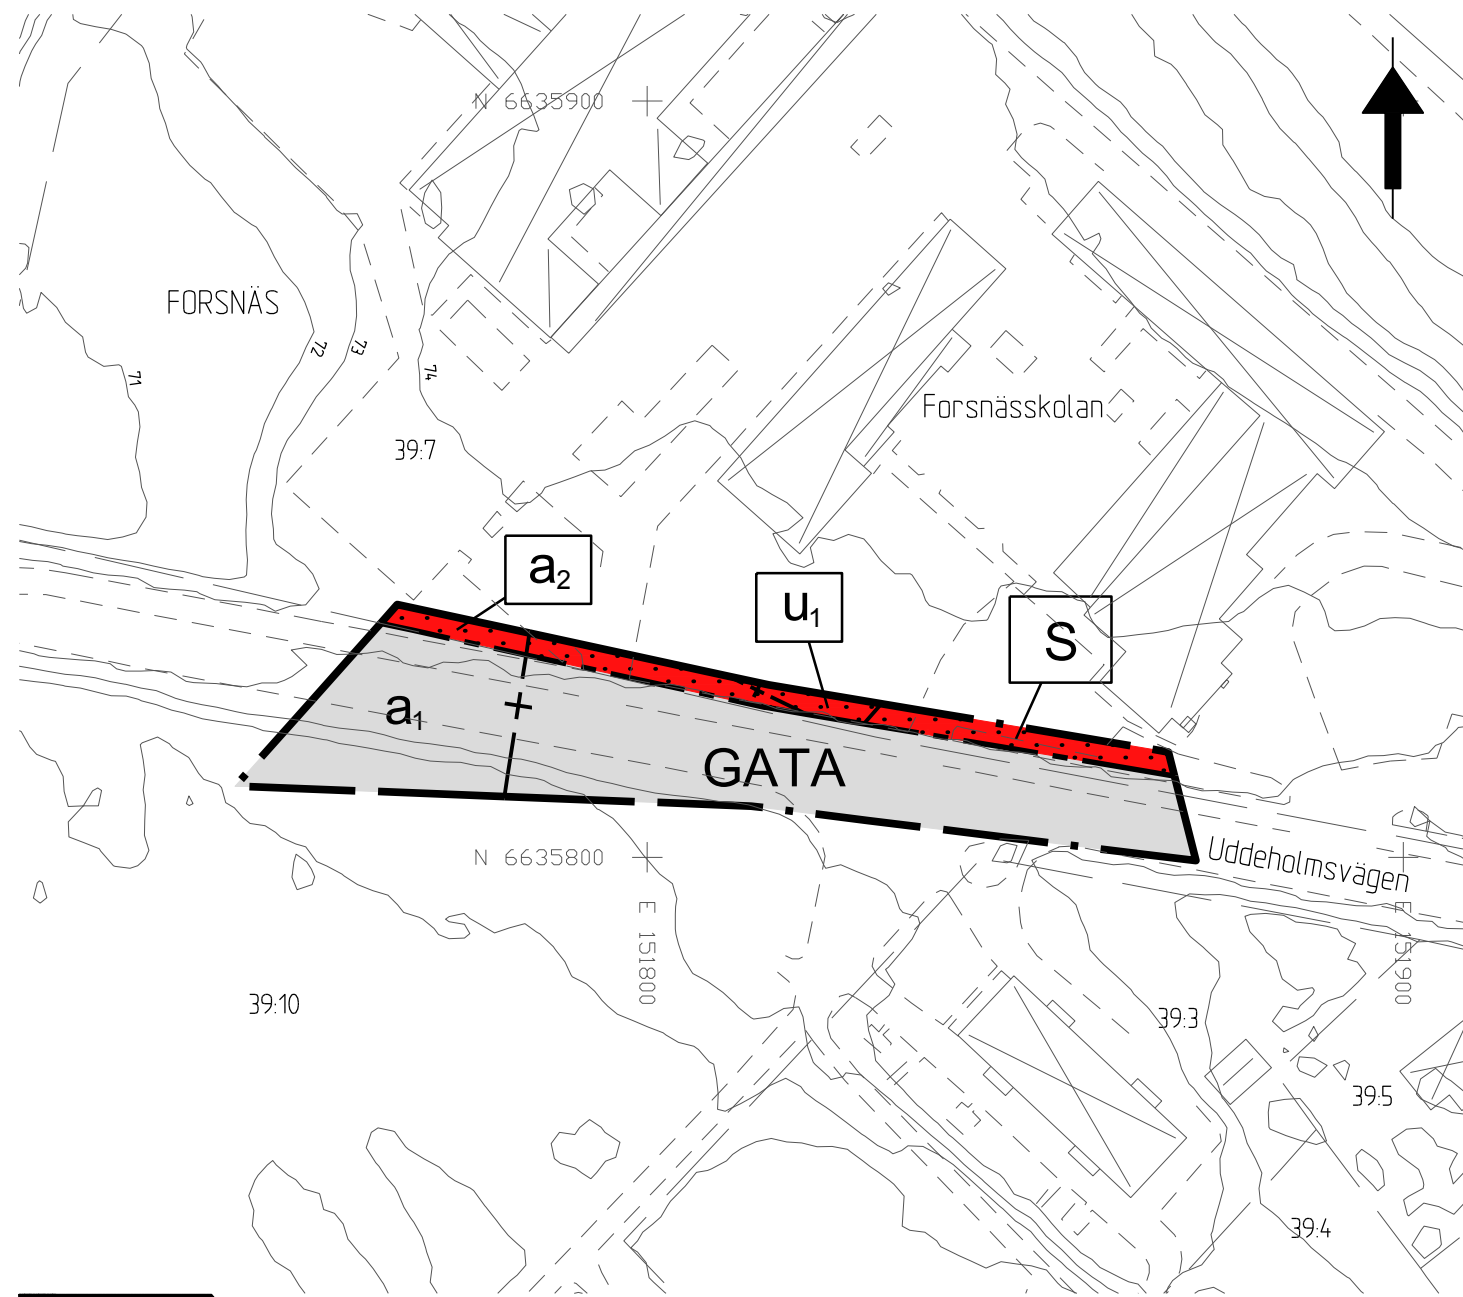 N 6635900
FORSNÄS
72
73
74
71
Forsnässkolan
39:7
a2
u1
S
a1
GATA
Uddeholmsvägen
N 6635800
E 151800
E 151900
39:10
39:3
39:5
39:4